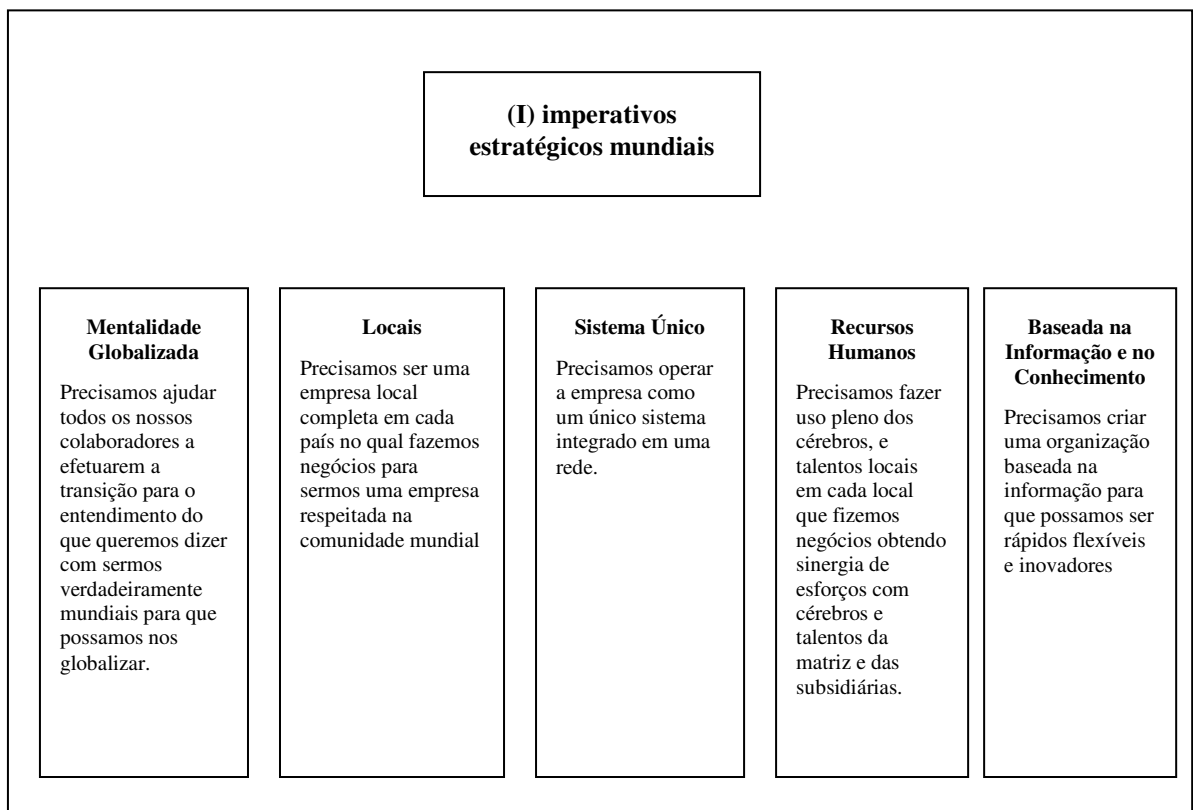 (I) imperativos
estratégicos mundiais
Mentalidade
Globalizada
Precisamos ajudar
todos os nossos
colaboradores a
efetuarem a
transição para o
entendimento do
que queremos dizer
com sermos
verdadeiramente
mundiais para que
possamos nos
globalizar.
Locais
Precisamos ser uma
empresa local
completa em cada
país no qual fazemos
negócios para
sermos uma empresa
respeitada na
comunidade mundial
Sistema Único
Precisamos operar
a empresa como
um único sistema
integrado em uma
rede.
Recursos
Humanos
Precisamos fazer
uso pleno dos
cérebros, e
talentos locais
em cada local
que fizemos
negócios obtendo
sinergia de
esforços com
cérebros e
talentos da
matriz e das
subsidiárias.
Baseada na
Informação e no
Conhecimento
Precisamos criar
uma organização
baseada na
informação para
que possamos ser
rápidos flexíveis
e inovadores